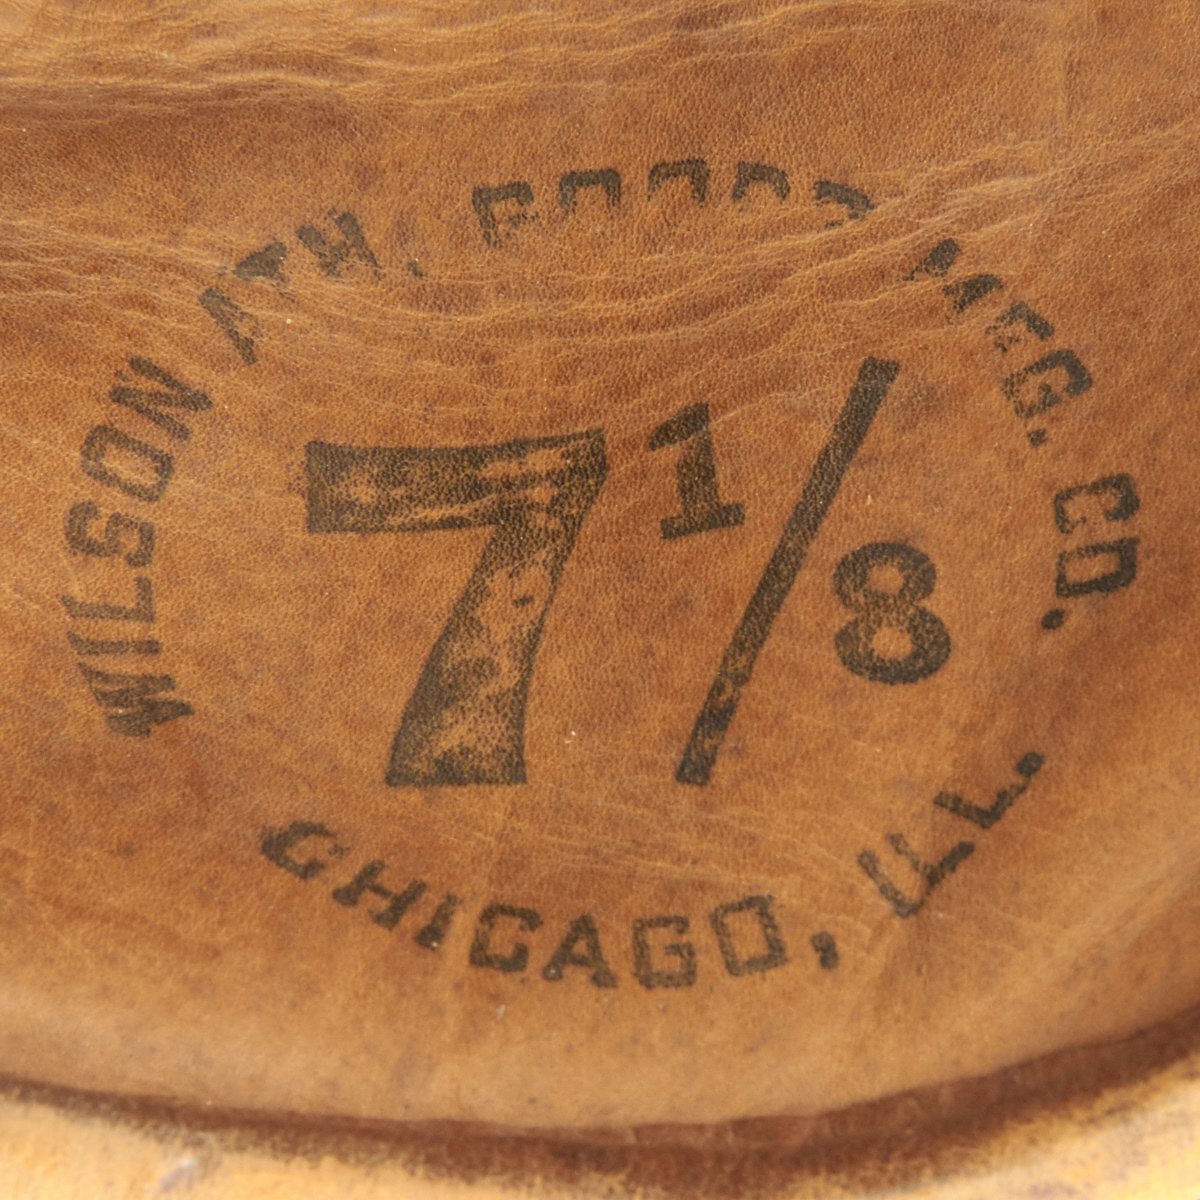 WILSON ATH. GOODS MFG. CO.
7 1/8
CHICAGO, ILL.